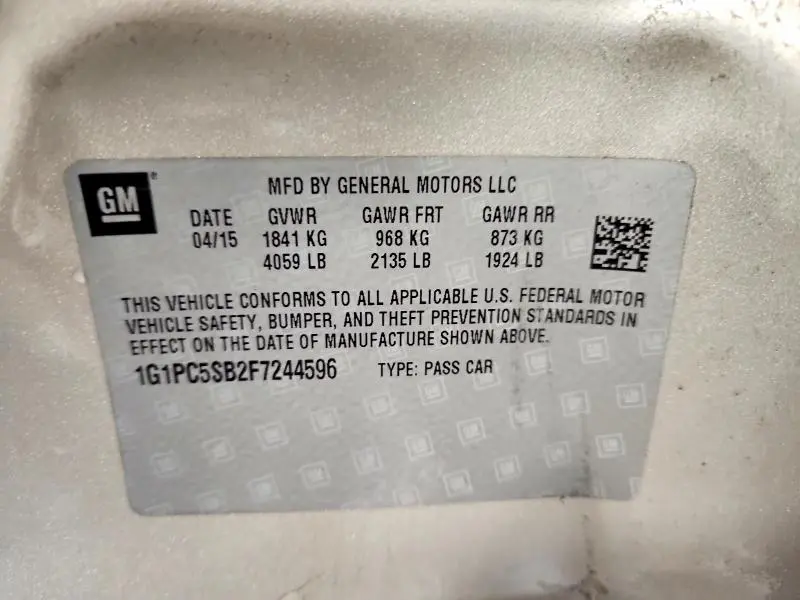 GM
MFD BY GENERAL MOTORS LLC
DATE GVWR GAWR FRT GAWR RR
04/15 1841 KG 968 KG 873 KG
4059 LB 2135 LB 1924 LB
THIS VEHICLE CONFORMS TO ALL APPLICABLE U.S. FEDERAL MOTOR
VEHICLE SAFETY, BUMPER, AND THEFT PREVENTION STANDARDS IN
EFFECT ON THE DATE OF MANUFACTURE SHOWN ABOVE.
1G1PC5SB2F7244596 TYPE: PASS CAR